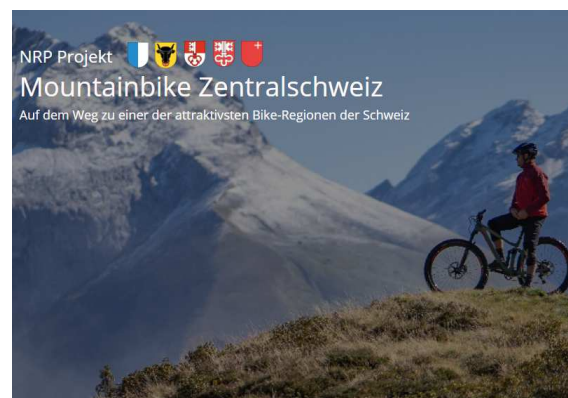 NRP Projekt
Mountainbike Zentralschweiz
Auf dem Weg zu einer der attraktivsten Bike-Regionen der Schweiz